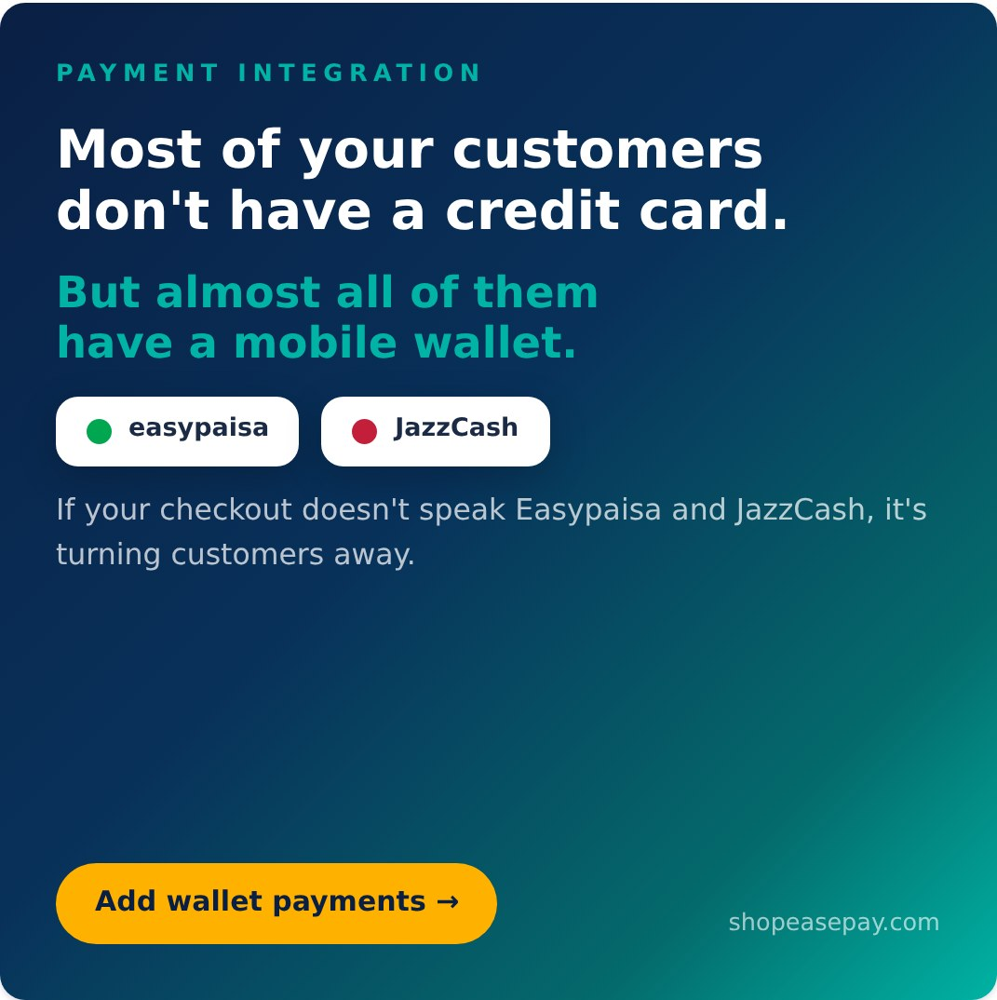 PAYMENT INTEGRATION
Most of your customers
don't have a credit card.
But almost all of them
have a mobile wallet.
easypaisa JazzCash
If your checkout doesn't speak Easypaisa and JazzCash, it's
turning customers away.
Add wallet payments →
shopeasepay.com